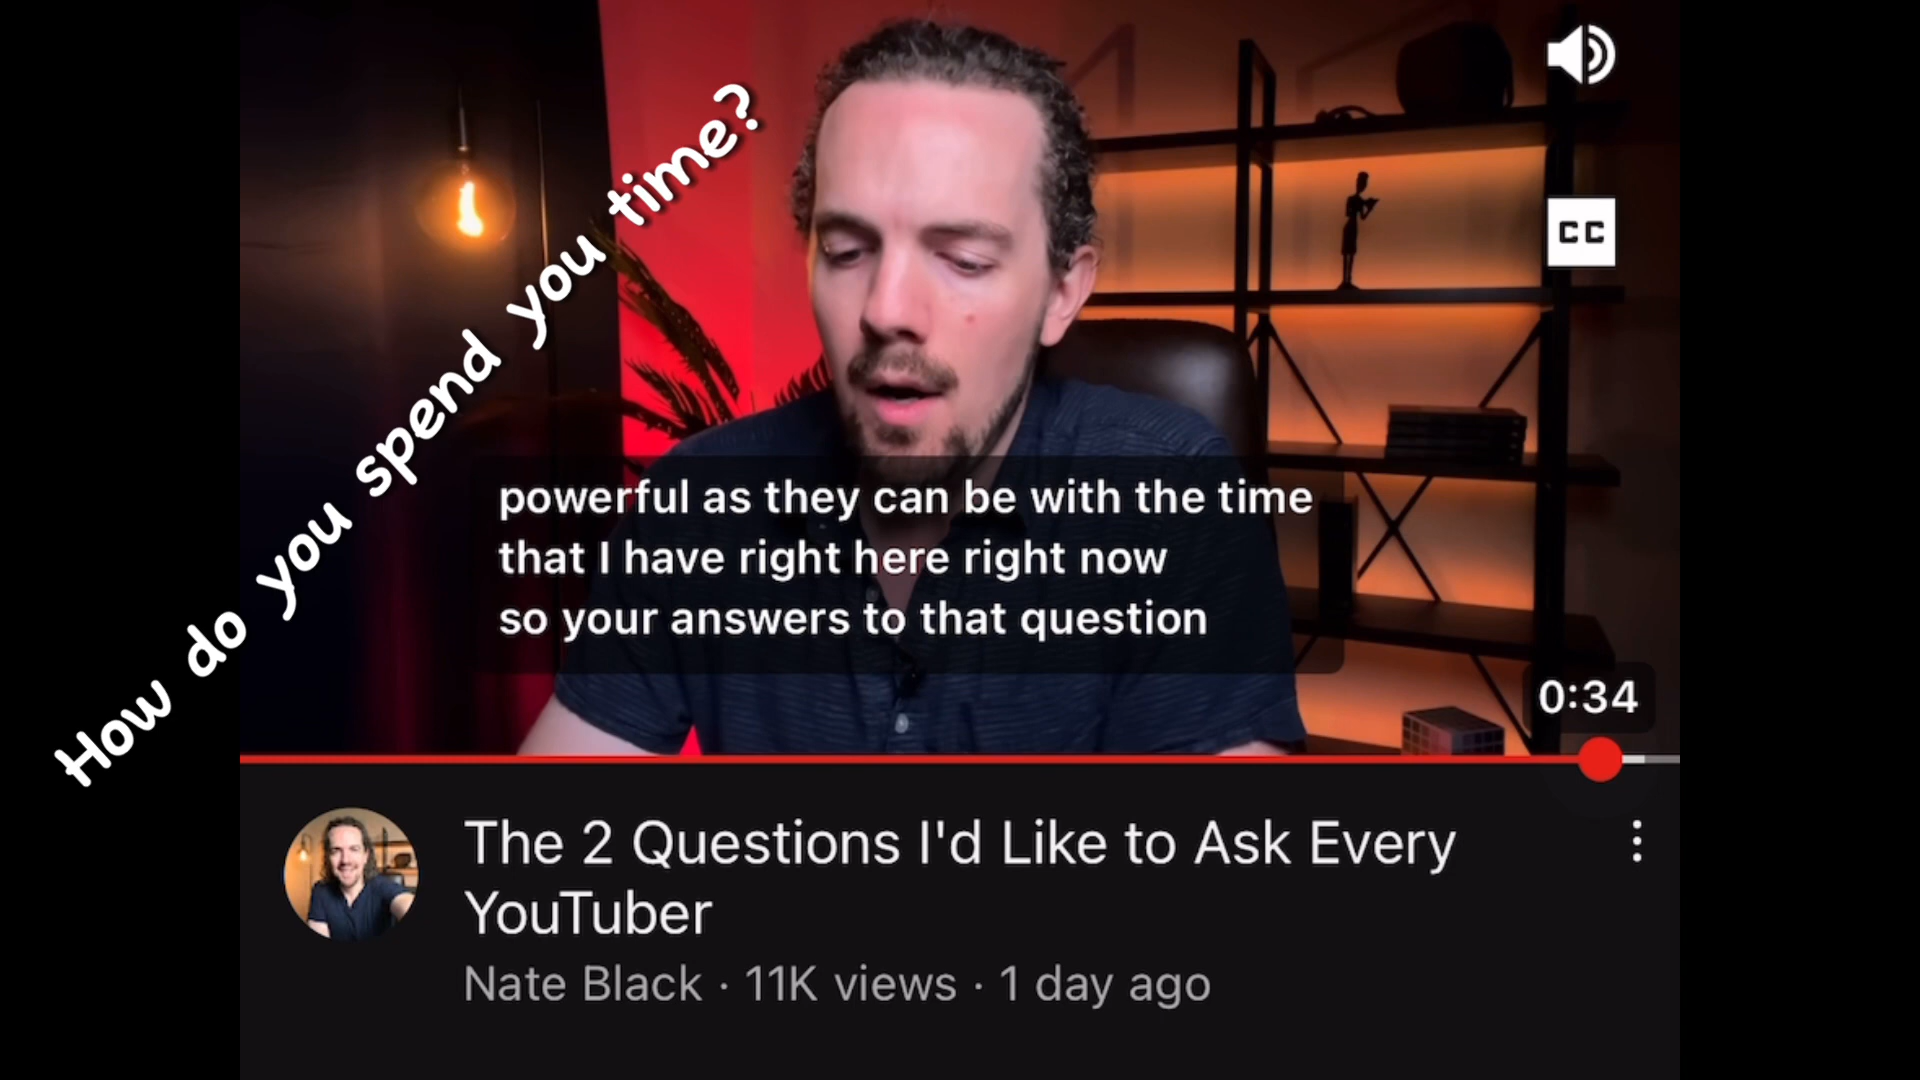 How do you spend you time?
CC
powerful as they can be with the time
that I have right here right now
so your answers to that question
0:34
The 2 Questions I'd Like to Ask Every
YouTuber
Nate Black · 11K views · 1 day ago